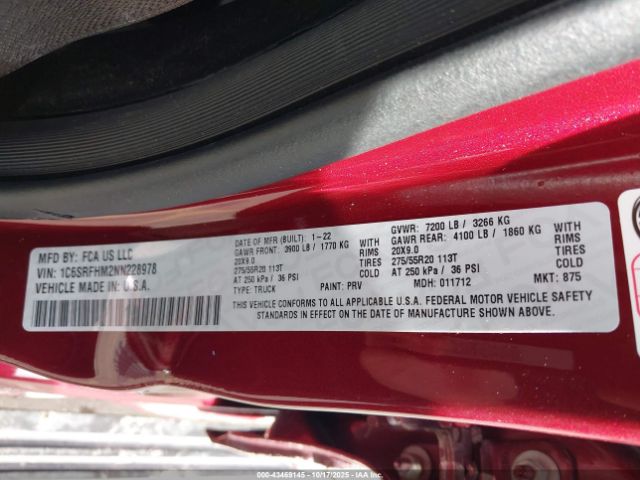 MFD BY: FCA US LLC
VIN: 1C6SRFHM2NN228978
VEHICLE MADE IN: U.S.A.
DATE OF MFR (BUILT): 1-22
GAWR FRONT: 3900 LB / 1770 KG WITH
20X9.0 RIMS
275/55R20 113T TIRES
AT 250 kPa / 36 PSI COLD
TYPE: TRUCK PAINT: PRV
GVWR: 7200 LB / 3266 KG
GAWR REAR: 4100 LB / 1860 KG WITH
20X9.0 RIMS
275/55R20 113T TIRES
AT 250 kPa / 36 PSI COLD
MDH: 011712 MKT: 875
THIS VEHICLE CONFORMS TO ALL APPLICABLE U.S.A. FEDERAL MOTOR VEHICLE SAFETY
STANDARDS IN EFFECT ON THE DATE OF MANUFACTURE SHOWN ABOVE.
000-43469145 - 10/17/2025 - IAAI.com